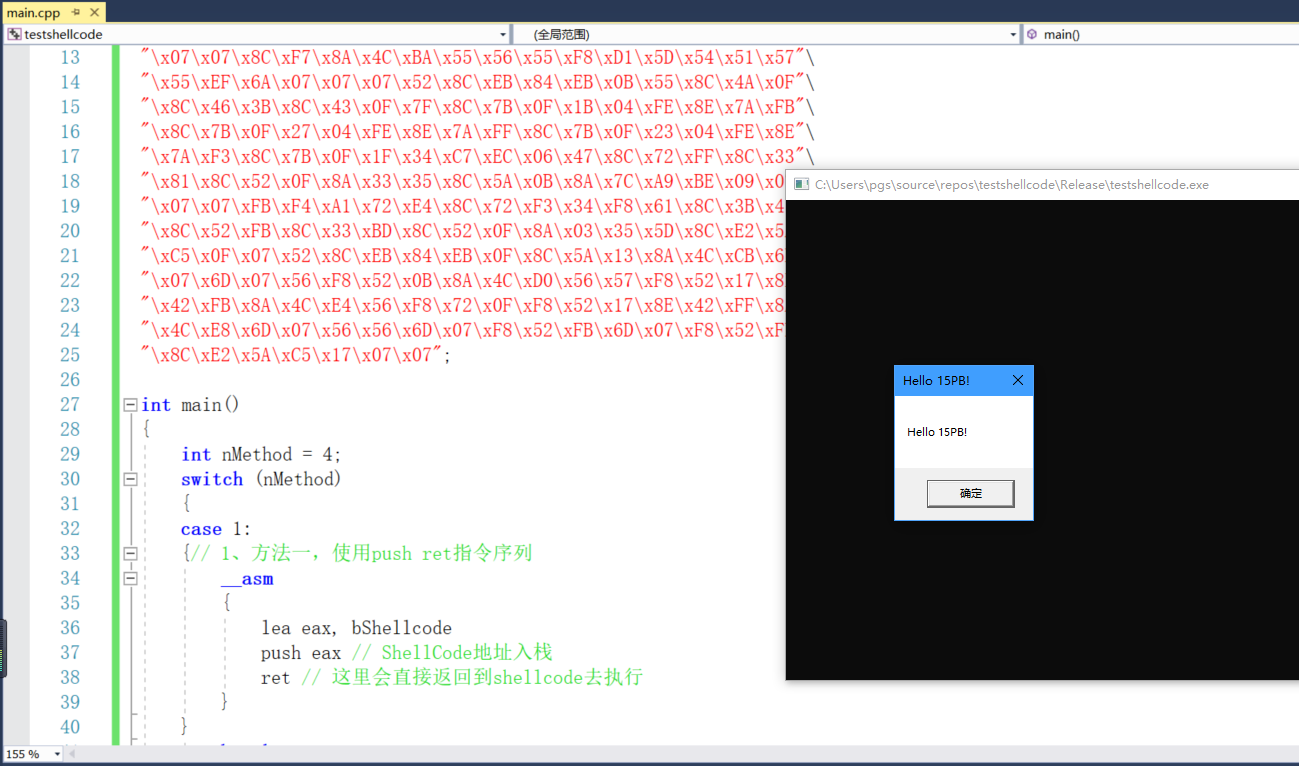 main.cpp
testshellcode
(全局范围)
main()
13 "\x07\x07\x8C\xF7\x8A\x4C\xBA\x55\x56\x55\xF8\xD1\x5D\x54\x51\x57"\
14 "\x55\xEF\x6A\x07\x07\x07\x52\x8C\xEB\x84\xEB\x0B\x55\x8C\x4A\x0F"\
15 "\x8C\x46\x3B\x8C\x43\x0F\x7F\x8C\x7B\x0F\x1B\x04\xFE\x8E\x7A\xFB"\
16 "\x8C\x7B\x0F\x27\x04\xFE\x8E\x7A\xFF\x8C\x7B\x0F\x23\x04\xFE\x8E"\
17 "\x7A\xF3\x8C\x7B\x0F\x1F\x34\xC7\xEC\x06\x47\x8C\x72\xFF\x8C\x33"\
18 "\x81\x8C\x52\x0F\x8A\x33\x35\x8C\x5A\x0B\x8A\x7C\xA9\xBE\x09\x0
19 "\x07\x07\xFB\xF4\xA1\x72\xE4\x8C\x72\xF3\x34\xF8\x61\x8C\x3B\x4
20 "\x8C\x52\xFB\x8C\x33\xBD\x8C\x52\x0F\x8A\x03\x35\x5D\x8C\xE2\x5
21 "\xC5\x0F\x07\x52\x8C\xEB\x84\xEB\x0F\x8C\x5A\x13\x8A\x4C\xCB\x6
22 "\x07\x6D\x07\x56\xF8\x52\x0B\x8A\x4C\xD0\x56\x57\xF8\x52\x17\x8
23 "\x42\xFB\x8A\x4C\xE4\x56\xF8\x72\x0F\xF8\x52\x17\x8E\x42\xFF\x8
24 "\x4C\xE8\x6D\x07\x56\x56\x6D\x07\xF8\x52\xFB\x6D\x07\xF8\x52\xF
25 "\x8C\xE2\x5A\xC5\x17\x07\x07";
26
27 int main()
28 {
29 int nMethod = 4;
30 switch (nMethod)
31 {
32 case 1:
33 {// 1、方法一，使用push ret指令序列
34 __asm
35 {
36 lea eax, bShellcode
37 push eax // ShellCode地址入栈
38 ret // 这里会直接返回到shellcode去执行
39 }
40 }
155 %
C:\Users\pgs\source\repos\testshellcode\Release\testshellcode.exe
Hello 15PB!
Hello 15PB!
确定